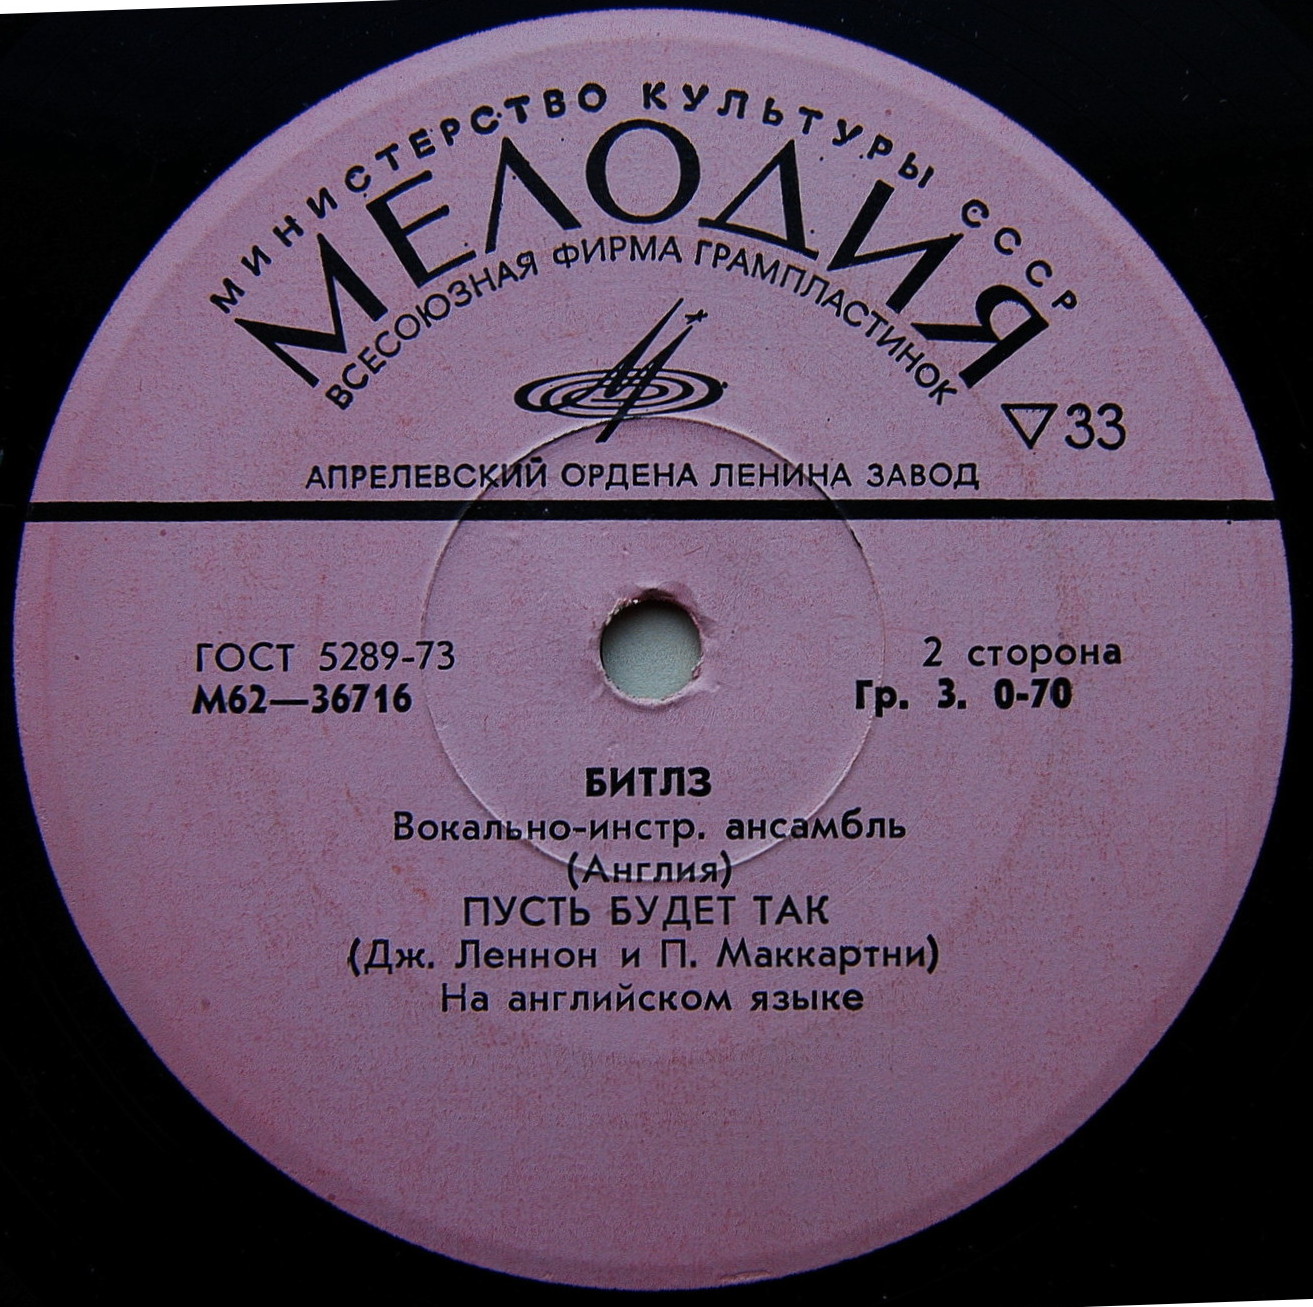 МИНИСТЕРСТВО КУЛЬТУРЫ СССР
МЕЛОДИЯ
ВСЕСОЮЗНАЯ ФИРМА ГРАМПЛАСТИНОК
33
АПРЕЛЕВСКИЙ ОРДЕНА ЛЕНИНА ЗАВОД
ГОСТ 5289-73
2 сторона
М62—36716
Гр. 3. 0-70
БИТЛЗ
Вокально-инстр. ансамбль
(Англия)
ПУСТЬ БУДЕТ ТАК
(Дж. Леннон и П. Маккартни)
На английском языке